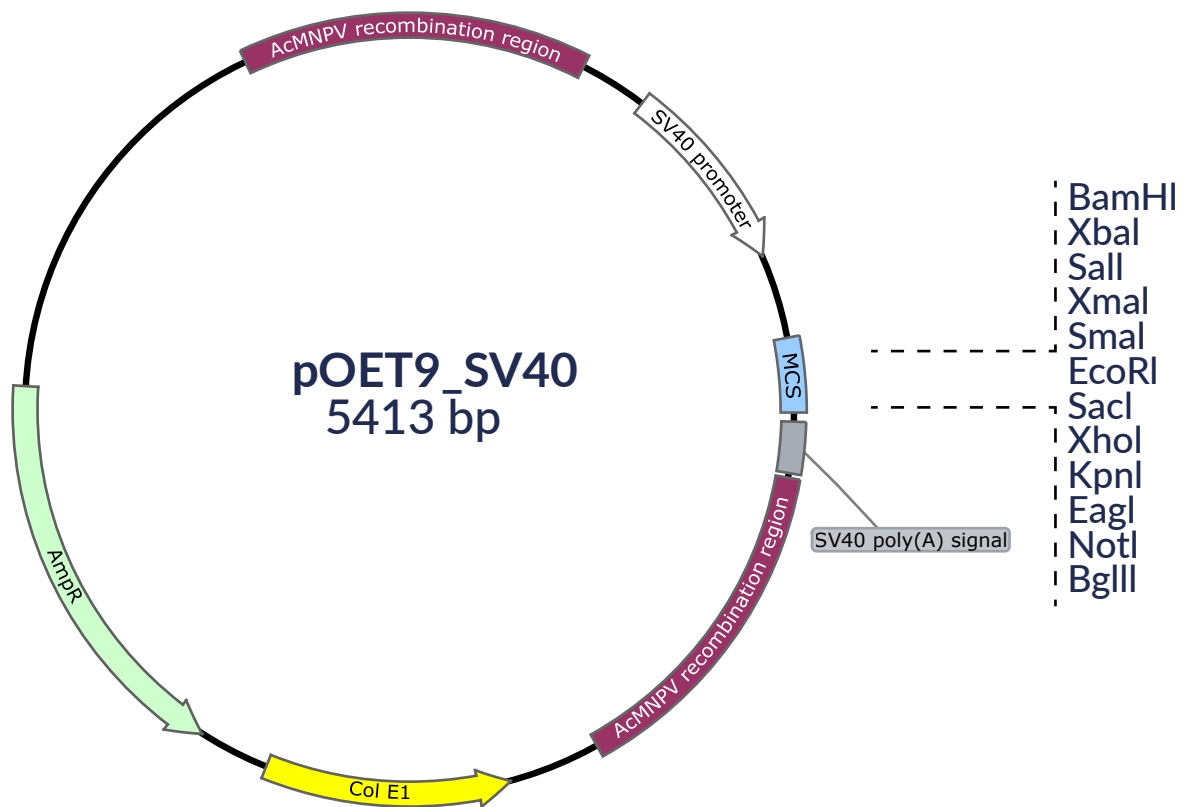 AcMNPV recombination region
SV40 promoter
BamHI
XbaI
SalI
XmaI
SmaI
EcoRI
SacI
XhoI
KpnI
EagI
NotI
BglII
MCS
pOET9_SV40
5413 bp
SV40 poly(A) signal
AcMNPV recombination region
AmpR
Col E1